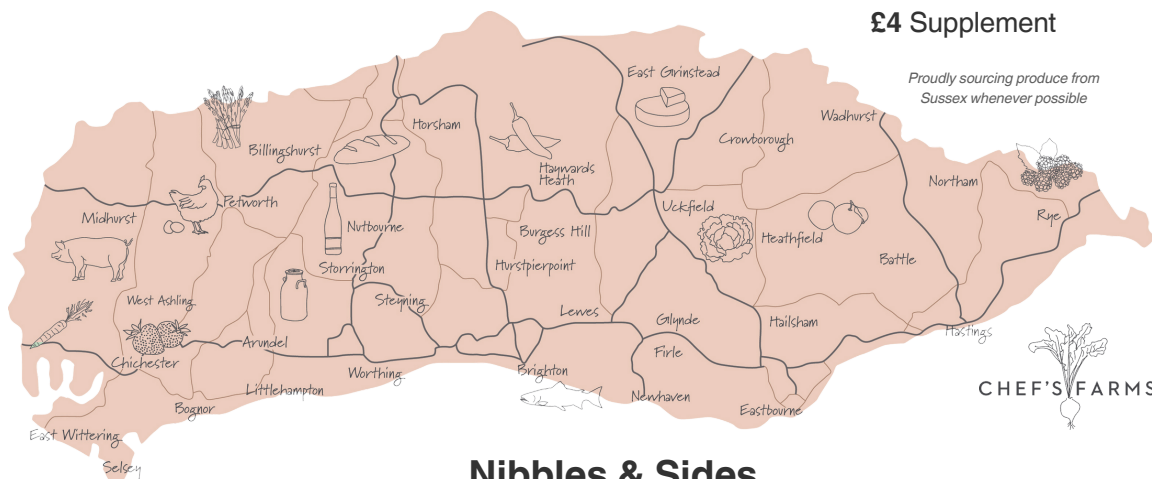 £4 Supplement
Proudly sourcing produce from
Sussex whenever possible
East Grinstead
Wadhurst
Horsham
Crowborough
Billingshurst
Haywards
Heath
Northam
Petworth
Midhurst
Uckfield
Rye
Nutbourne
Burgess Hill
Heathfield
Battle
Hurstpierpoint
Storrington
West Ashling
Steyning
Lewes
Glynde
Hailsham
Hastings
Arundel
Firle
Chichester
Worthing
Brighton
CHEF'S FARMS
Littlehampton
Newhaven
Bognor
Eastbourne
East Wittering
Selsey
Nibbles & Sides